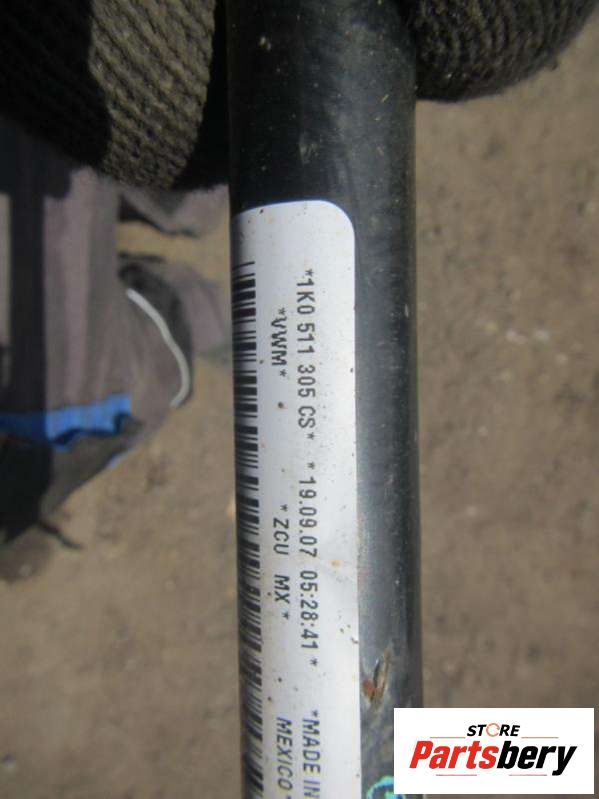 *1K0 511 305 CS* *19.09.07 05:28:41* *MADE IN
*VWM* *ZCU MX* MEXICO*
STORE
Partsbery